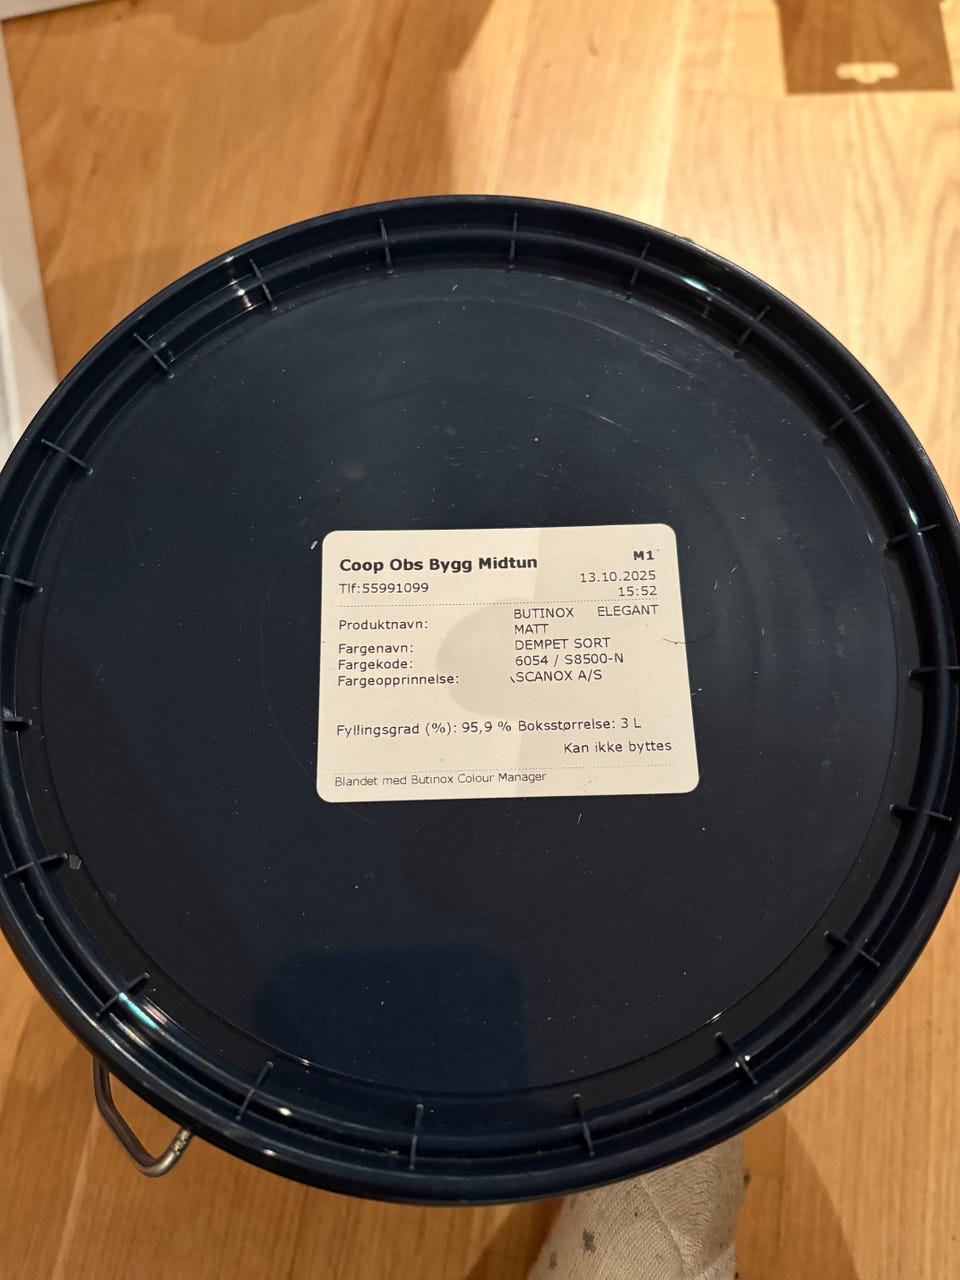 Coop Obs Bygg Midtun M1
Tlf:55991099 13.10.2025
15:52
Produktnavn: BUTINOX ELEGANT
MATT
Fargenavn: DEMPET SORT
Fargekode: 6054 / S8500-N
Fargeopprinnelse: SCANOX A/S
Fyllingsgrad (%): 95,9 % Boksstørrelse: 3 L
Kan ikke byttes
Blandet med Butinox Colour Manager